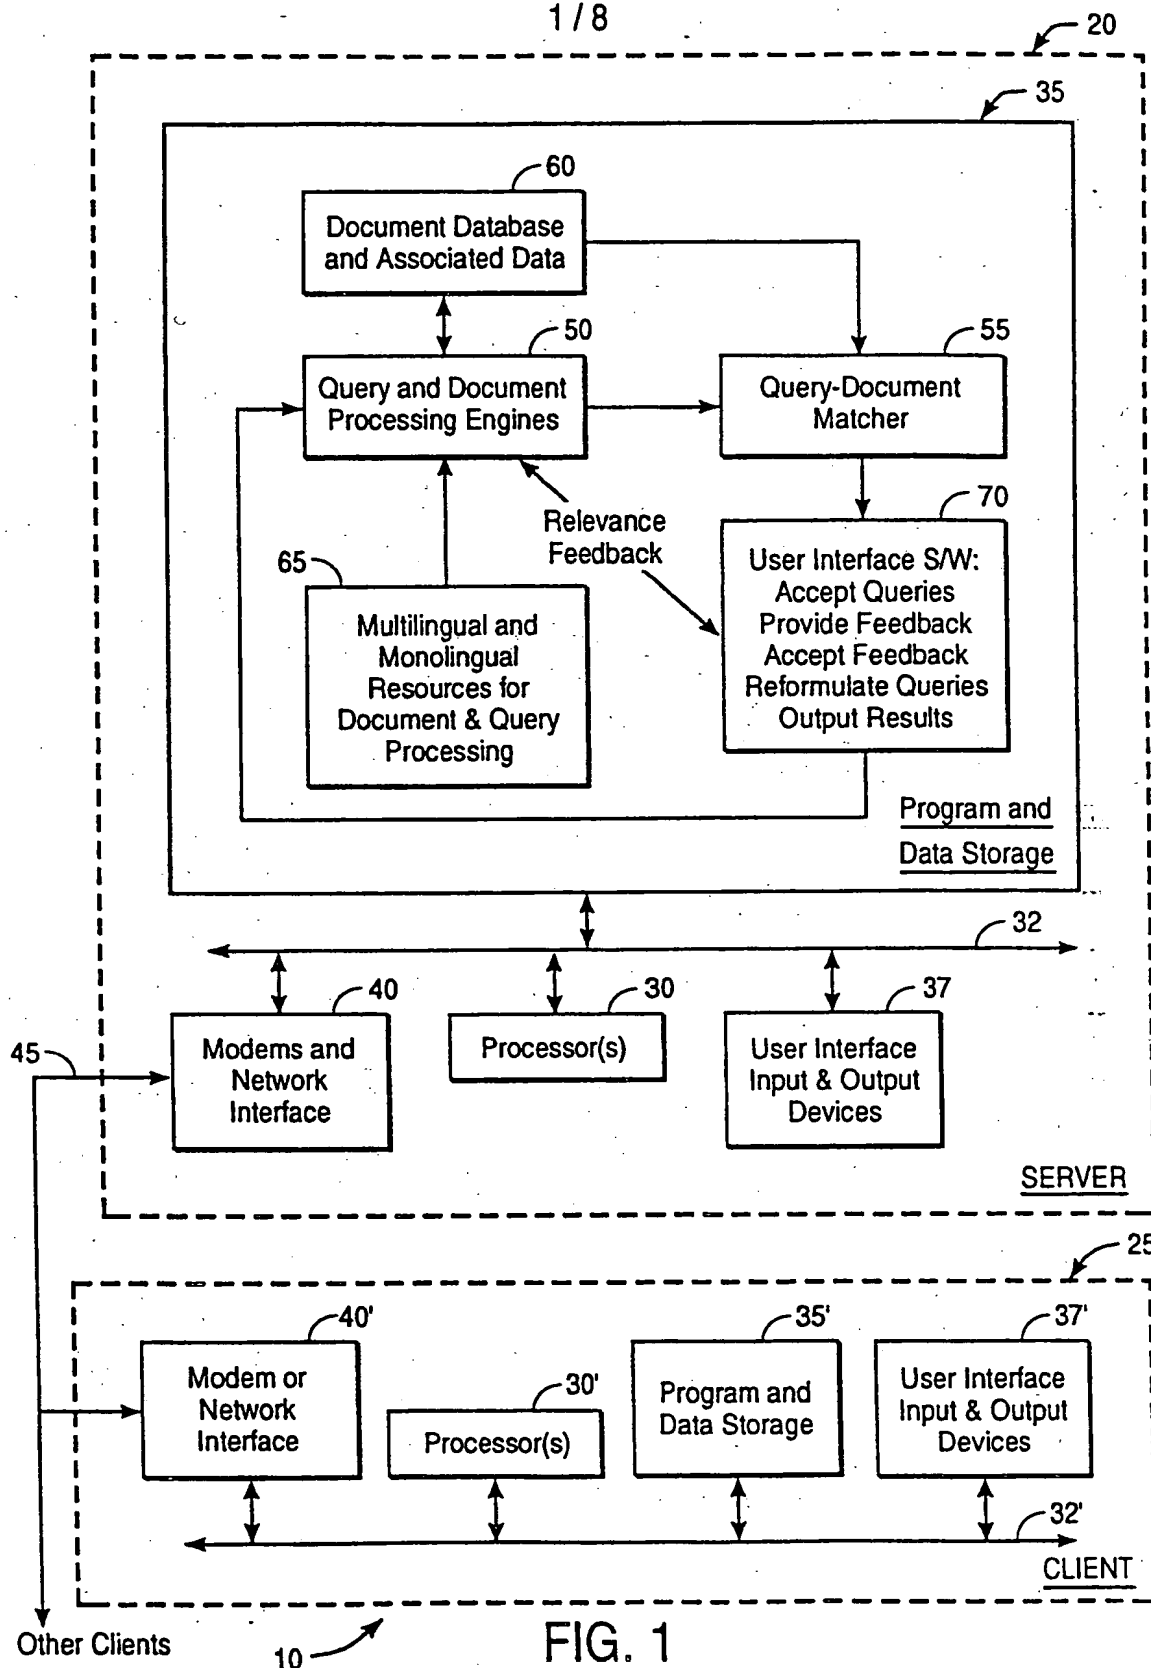 1 / 8
20
35
60
Document Database
and Associated Data
50
Query and Document
Processing Engines
55
Query-Document
Matcher
Relevance
Feedback
65
Multilingual and
Monolingual
Resources for
Document & Query
Processing
70
User Interface S/W:
Accept Queries
Provide Feedback
Accept Feedback
Reformulate Queries
Output Results
Program and
Data Storage
32
40
Modems and
Network
Interface
30
Processor(s)
37
User Interface
Input & Output
Devices
45
SERVER
25
40'
Modem or
Network
Interface
30'
Processor(s)
35'
Program and
Data Storage
37'
User Interface
Input & Output
Devices
32'
CLIENT
Other Clients
10
FIG. 1